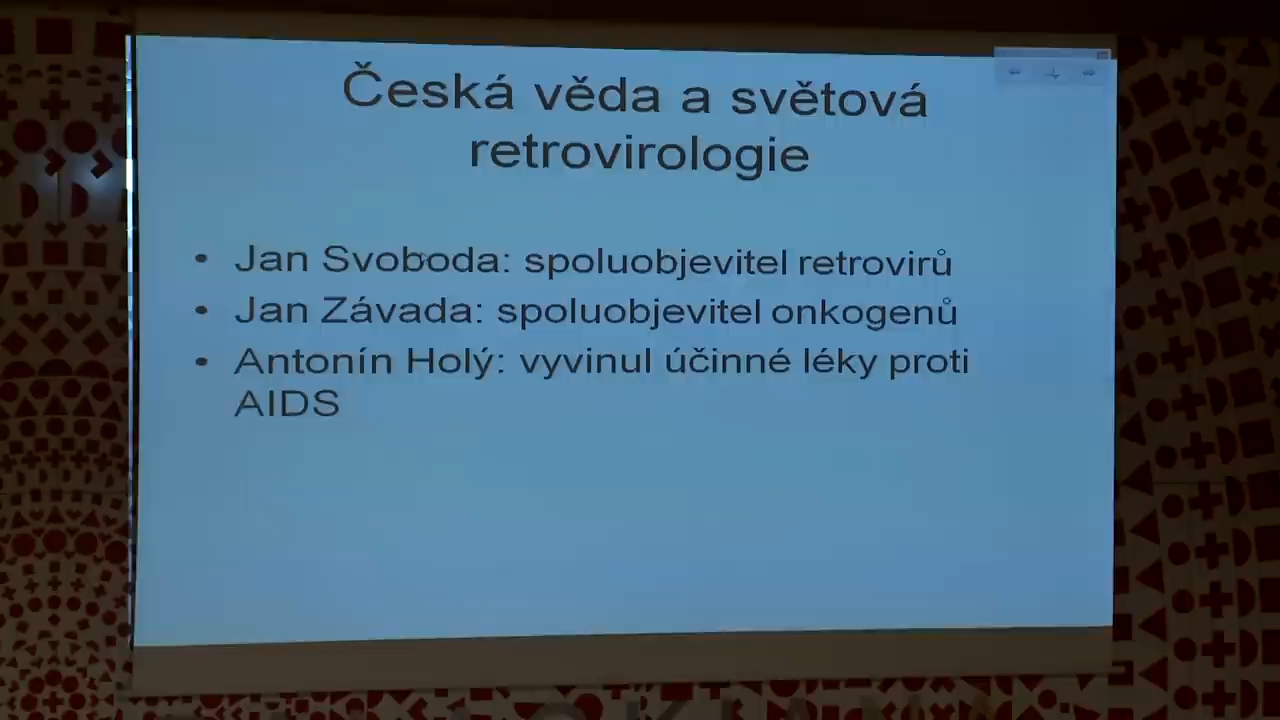 Česká věda a světová
retrovirologie
• Jan Svoboda: spoluobjevitel retrovirů
• Jan Závada: spoluobjevitel onkogenů
• Antonín Holý: vyvinul účinné léky proti
AIDS